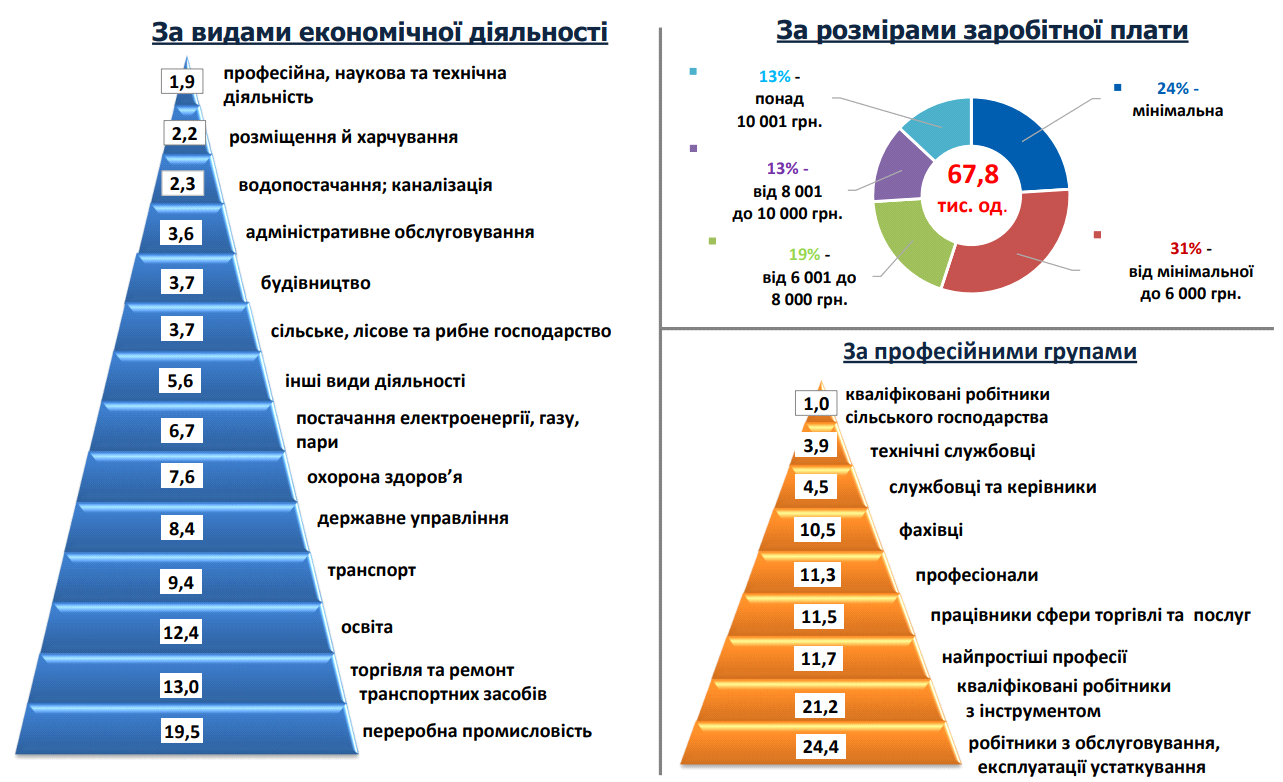 За видами економічної діяльності
1,9
професійна, наукова та технічна
діяльність
2,2
розміщення й харчування
2,3
водопостачання; каналізація
3,6
адміністративне обслуговування
3,7
будівництво
3,7
сільське, лісове та рибне господарство
5,6
інші види діяльності
6,7
постачання електроенергії, газу,
пари
7,6
охорона здоров’я
8,4
державне управління
9,4
транспорт
12,4
освіта
13,0
торгівля та ремонт
транспортних засобів
19,5
переробна промисловість
За розмірами заробітної плати
13% -
понад
10 001 грн.
24% -
мінімальна
13% -
від 8 001
до 10 000 грн.
67,8
тис. од.
19% -
від 6 001 до
8 000 грн.
31% -
від мінімальної
до 6 000 грн.
За професійними групами
1,0
кваліфіковані робітники
сільського господарства
3,9
технічні службовці
4,5
службовці та керівники
10,5
фахівці
11,3
професіонали
11,5
працівники сфери торгівлі та послуг
11,7
найпростіші професії
21,2
кваліфіковані робітники
з інструментом
24,4
робітники з обслуговування,
експлуатації устаткування